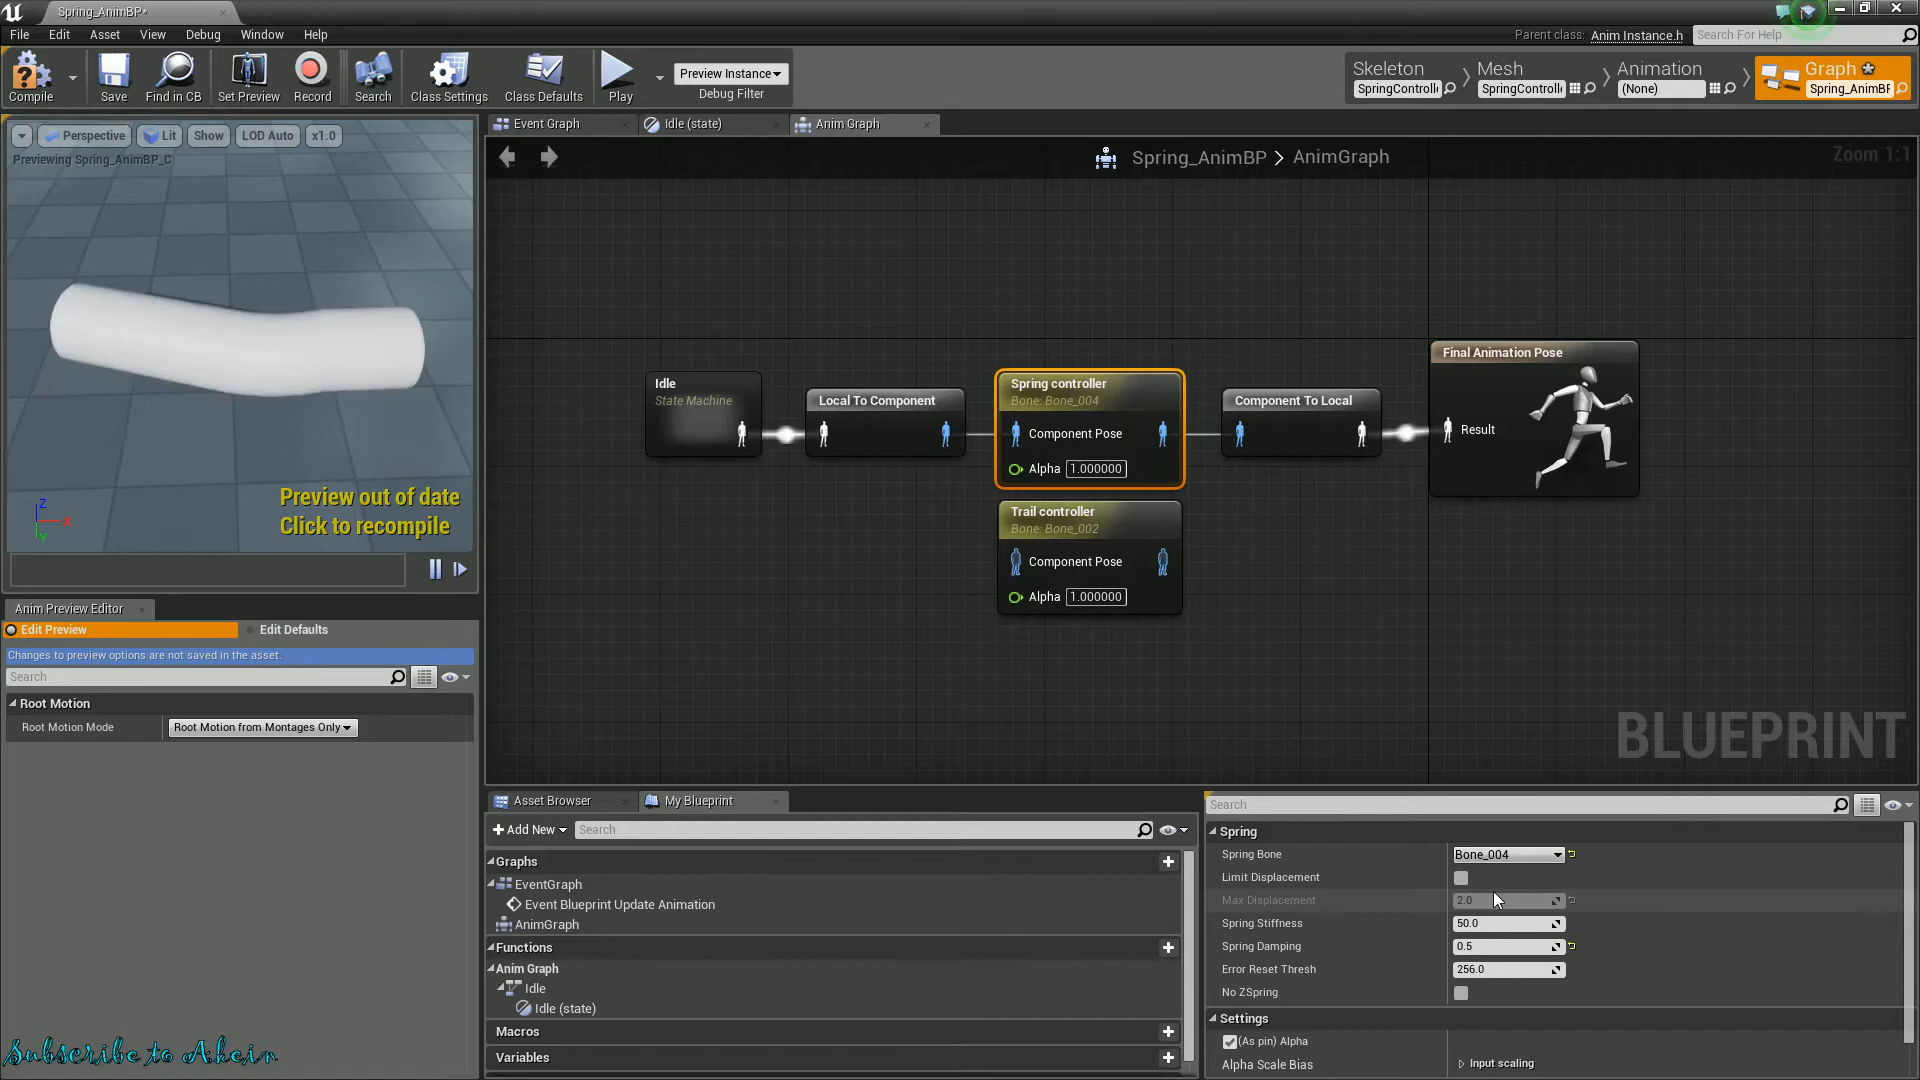 Spring_AnimBP*
File Edit Asset View Debug Window Help
Parent class: Anim Instance.h Search For Help
Compile Save Find in CB Set Preview Record Search Class Settings Class Defaults Play
Preview Instance
Debug Filter
Skeleton
SpringControll
Mesh
SpringControll
Animation
(None)
Graph
Spring_AnimBF
Perspective Lit Show LOD Auto x1.0
Previewing Spring_AnimBP_C
Z
X
Y
Preview out of date
Click to recompile
Event Graph Idle (state) Anim Graph
Spring_AnimBP > AnimGraph
Zoom 1:1
Idle
State Machine
Local To Component
Spring controller
Bone: Bone_004
Component Pose
Alpha 1.000000
Trail controller
Bone: Bone_002
Component Pose
Alpha 1.000000
Component To Local
Final Animation Pose
Result
BLUEPRINT
Anim Preview Editor
Edit Preview Edit Defaults
Changes to preview options are not saved in the asset.
Search
Root Motion
Root Motion Mode Root Motion from Montages Only
Subscribe to Akein
Asset Browser My Blueprint
+ Add New Search
Graphs
EventGraph
Event Blueprint Update Animation
AnimGraph
Functions
Anim Graph
Idle
Idle (state)
Macros
Variables
Search
Spring
Spring Bone Bone_004
Limit Displacement
Max Displacement 2.0
Spring Stiffness 50.0
Spring Damping 0.5
Error Reset Thresh 256.0
No ZSpring
Settings
(As pin) Alpha
Alpha Scale Bias Input scaling